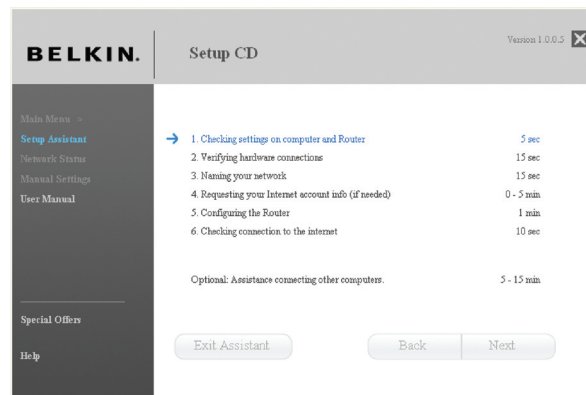 BELKIN.
Setup CD
Version 1.0.0.5
Main Menu >
Setup Assistant
Network Status
Manual Settings
User Manual
Special Offers
Help
1. Checking settings on computer and Router 5 sec
2. Verifying hardware connections 15 sec
3. Naming your network 15 sec
4. Requesting your Internet account info (if needed) 0 - 5 min
5. Configuring the Router 1 min
6. Checking connection to the internet 10 sec
Optional: Assistance connecting other computers. 5 - 15 min
Exit Assistant
Back
Next